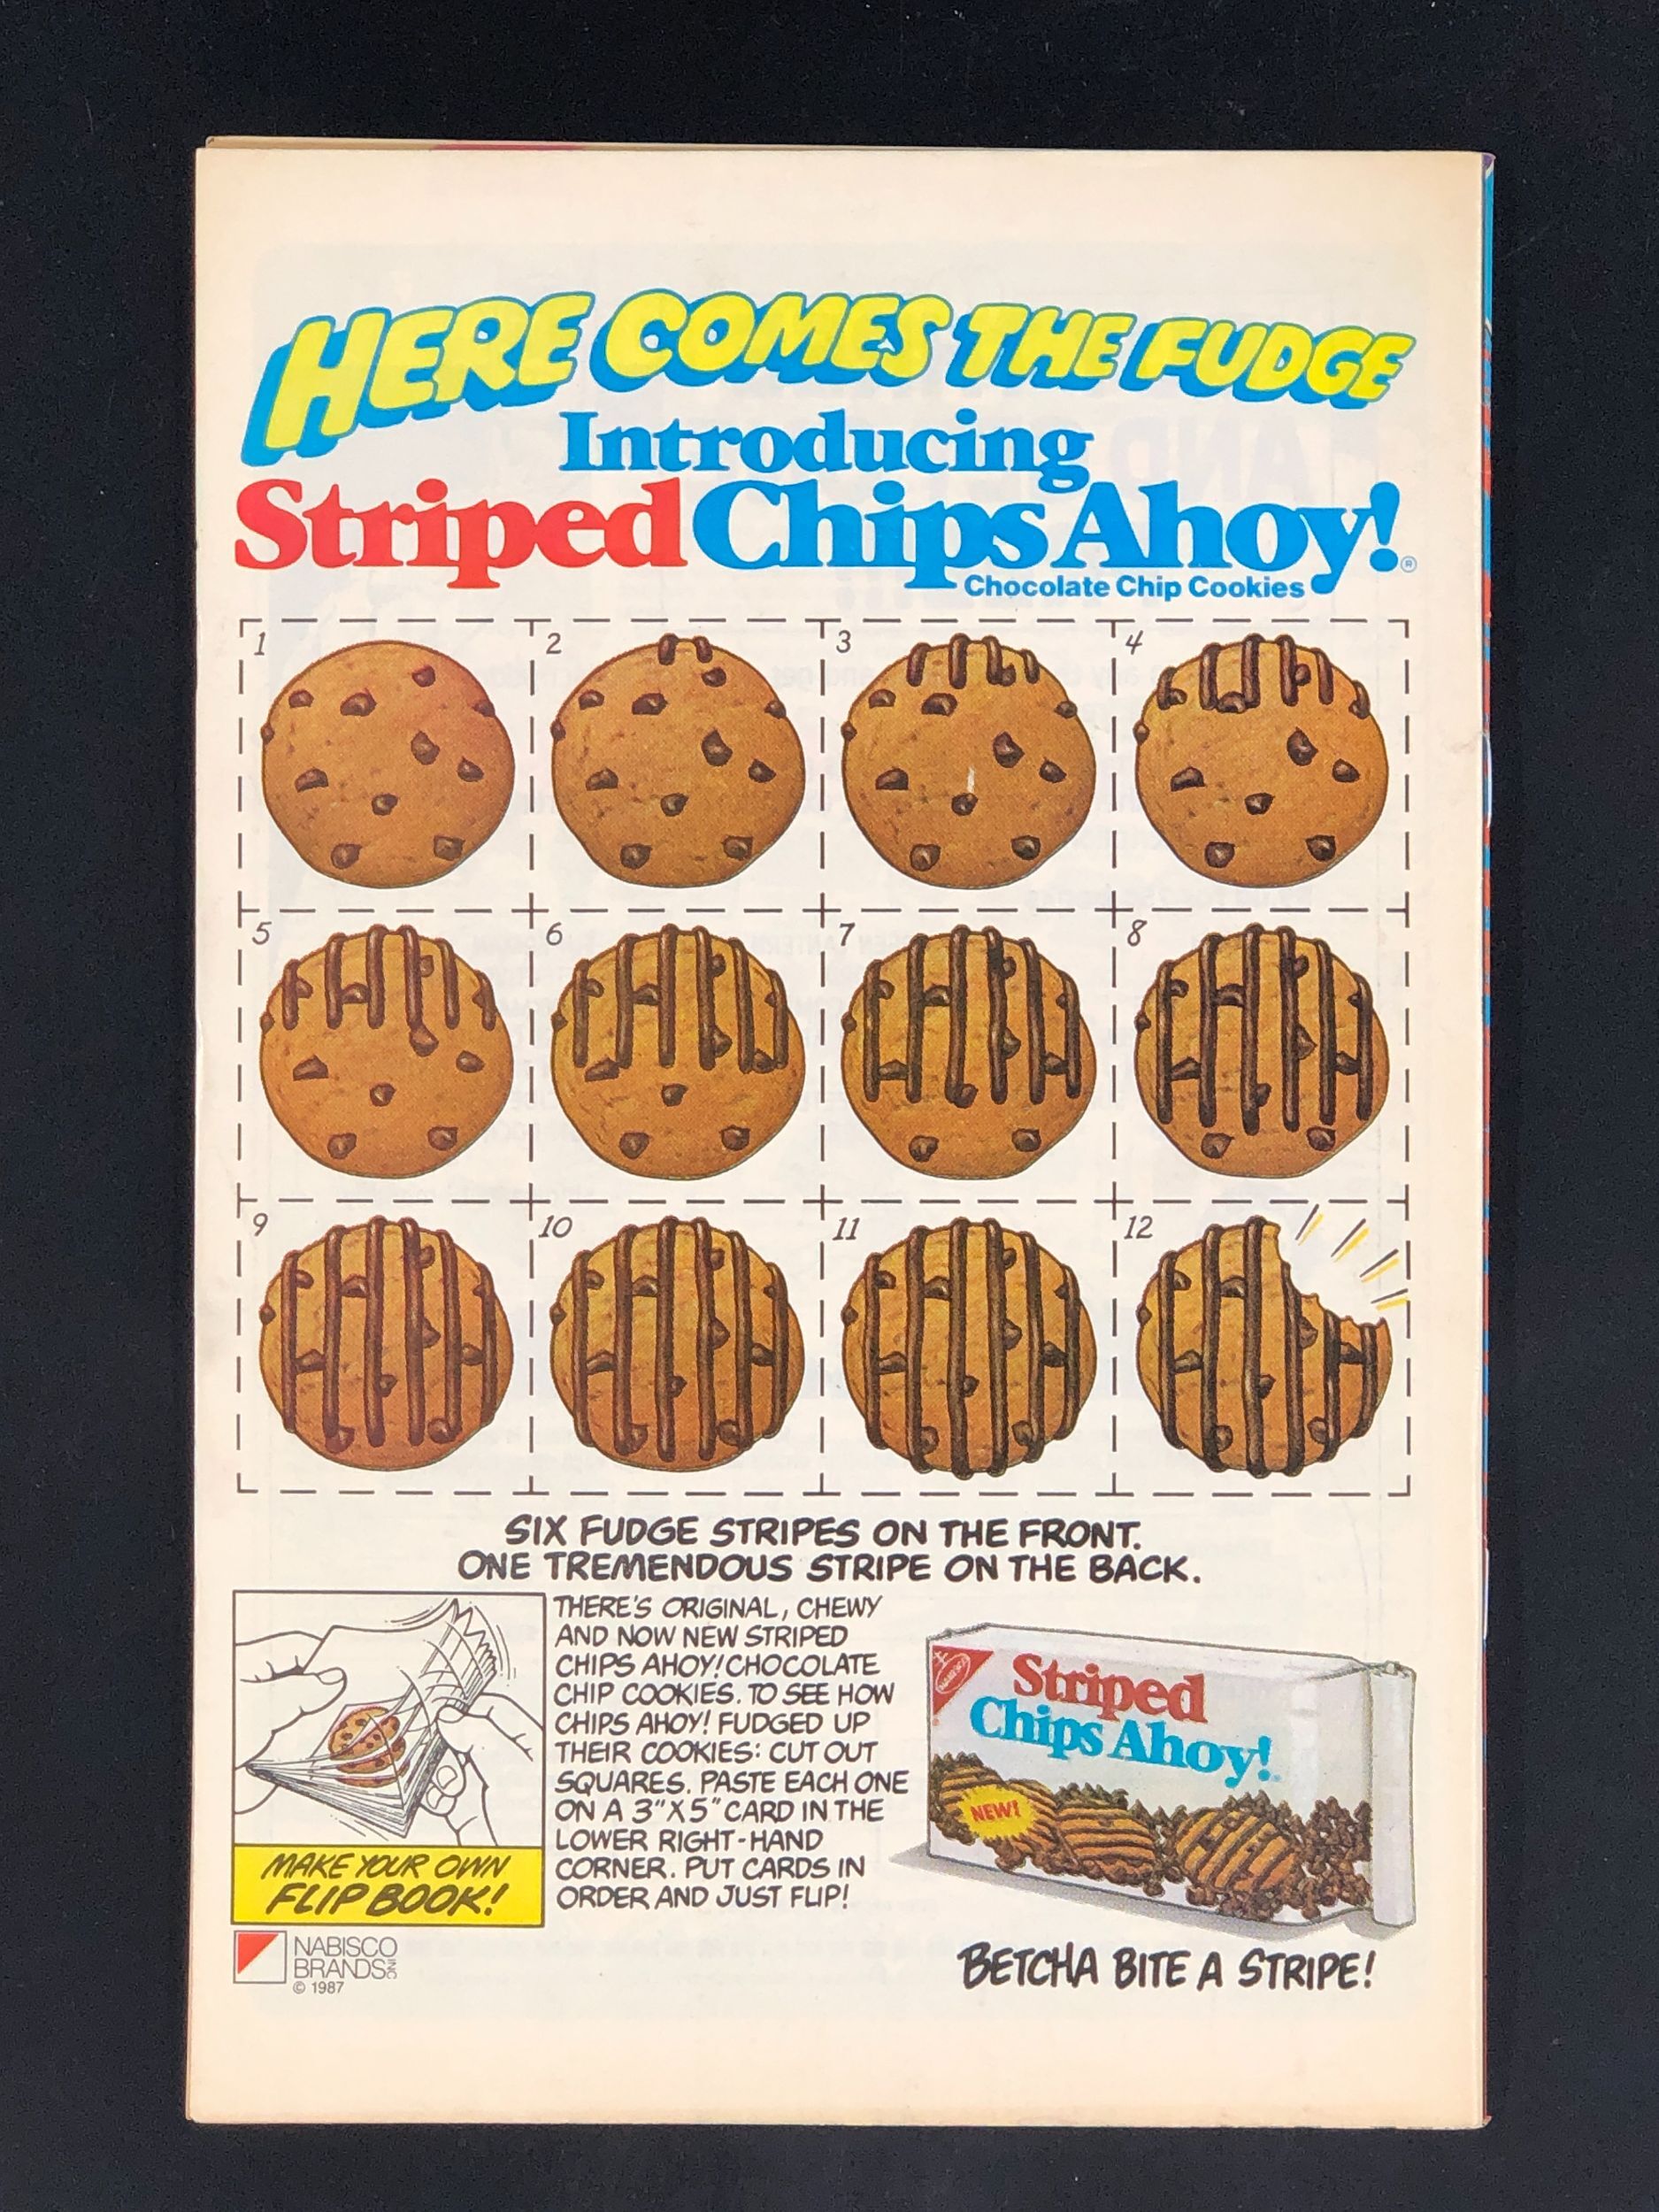 HERE COMES THE FUDGE
Introducing
Striped Chips Ahoy!®
Chocolate Chip Cookies
1
2
3
4
5
6
7
8
9
10
11
12
SIX FUDGE STRIPES ON THE FRONT.
ONE TREMENDOUS STRIPE ON THE BACK.
THERE'S ORIGINAL, CHEWY
AND NOW NEW STRIPED
CHIPS AHOY! CHOCOLATE
CHIP COOKIES. TO SEE HOW
CHIPS AHOY! FUDGED UP
THEIR COOKIES: CUT OUT
SQUARES. PASTE EACH ONE
ON A 3"X5" CARD IN THE
LOWER RIGHT-HAND
CORNER. PUT CARDS IN
ORDER AND JUST FLIP!
MAKE YOUR OWN
FLIP BOOK!
NABISCO
Striped
Chips Ahoy!
NEW!
NABISCO
BRANDS INC
© 1987
BETCHA BITE A STRIPE!